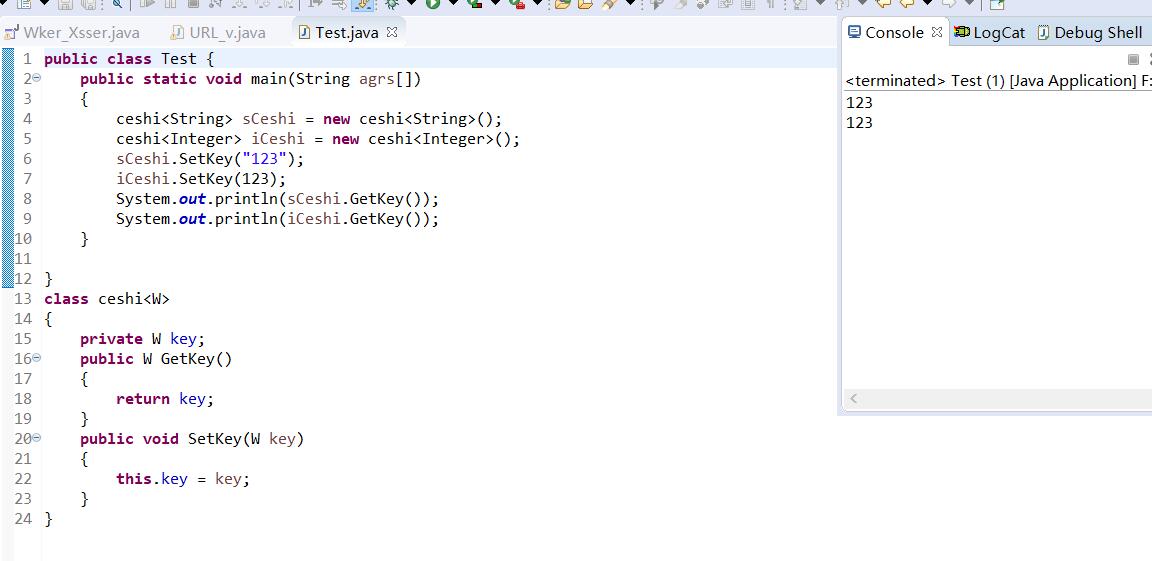 Wker_Xsser.java URL_v.java Test.java
1 public class Test {
2 public static void main(String agrs[])
3 {
4 ceshi<String> sCeshi = new ceshi<String>();
5 ceshi<Integer> iCeshi = new ceshi<Integer>();
6 sCeshi.SetKey("123");
7 iCeshi.SetKey(123);
8 System.out.println(sCeshi.GetKey());
9 System.out.println(iCeshi.GetKey());
10 }
11
12 }
13 class ceshi<W>
14 {
15 private W key;
16 public W GetKey()
17 {
18 return key;
19 }
20 public void SetKey(W key)
21 {
22 this.key = key;
23 }
24 }
Console LogCat Debug Shell
<terminated> Test (1) [Java Application] F:
123
123